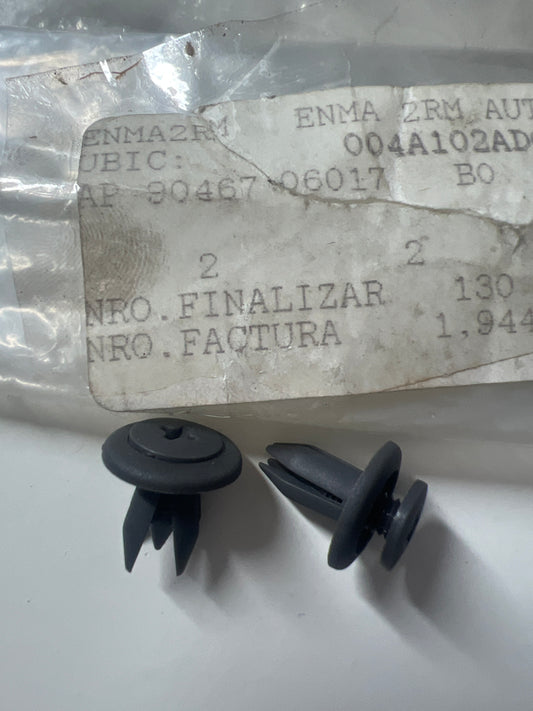 ENMA2RM ENMA 2RM AUT
UBIC: 004A102AD
AP 90467-06017 BO
2 2
NRO.FINALIZAR 130
NRO.FACTURA 1,944